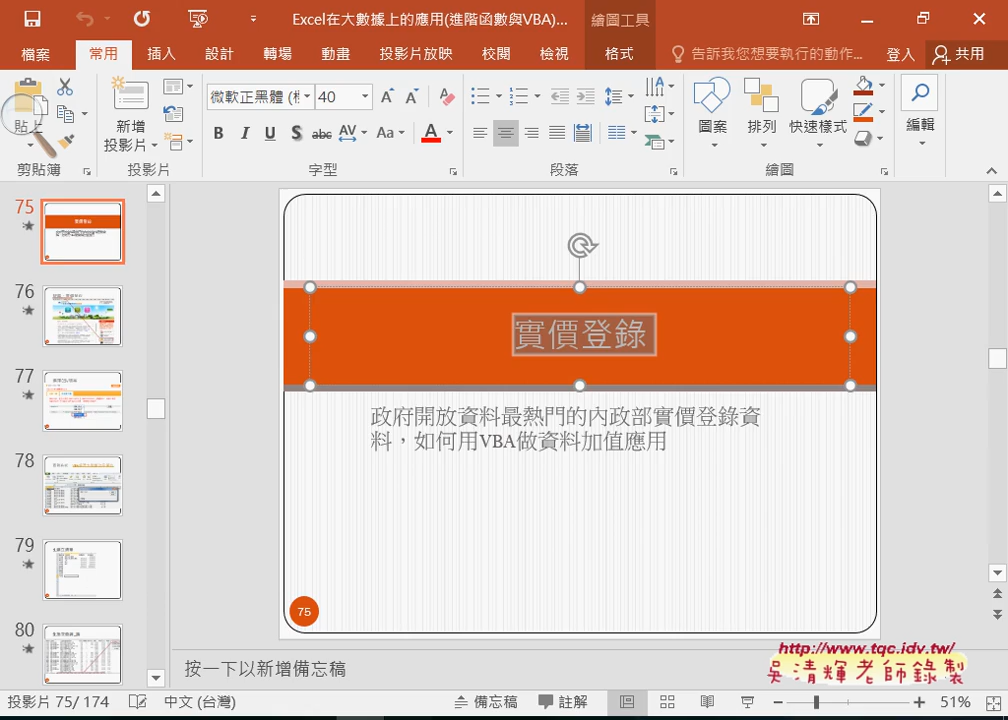 Excel在大數據上的應用(進階函數與VBA)...
繪圖工具
檔案
常用
插入
設計
轉場
動畫
投影片放映
校閱
檢視
格式
告訴我您想要執行的動作...
登入
共用
貼上
新增
投影片
微軟正黑體 (標
40
B I U S abc AV Aa A
圖案
排列
快速樣式
編輯
剪貼簿
投影片
字型
段落
繪圖
75
76
77
78
79
80
實價登錄
政府開放資料最熱門的內政部實價登錄資
料，如何用VBA做資料加值應用
75
按一下以新增備忘稿
http://www.tqc.idv.tw/
吳清輝老師錄製
投影片 75/ 174
中文 (台灣)
備忘稿
註解
51%